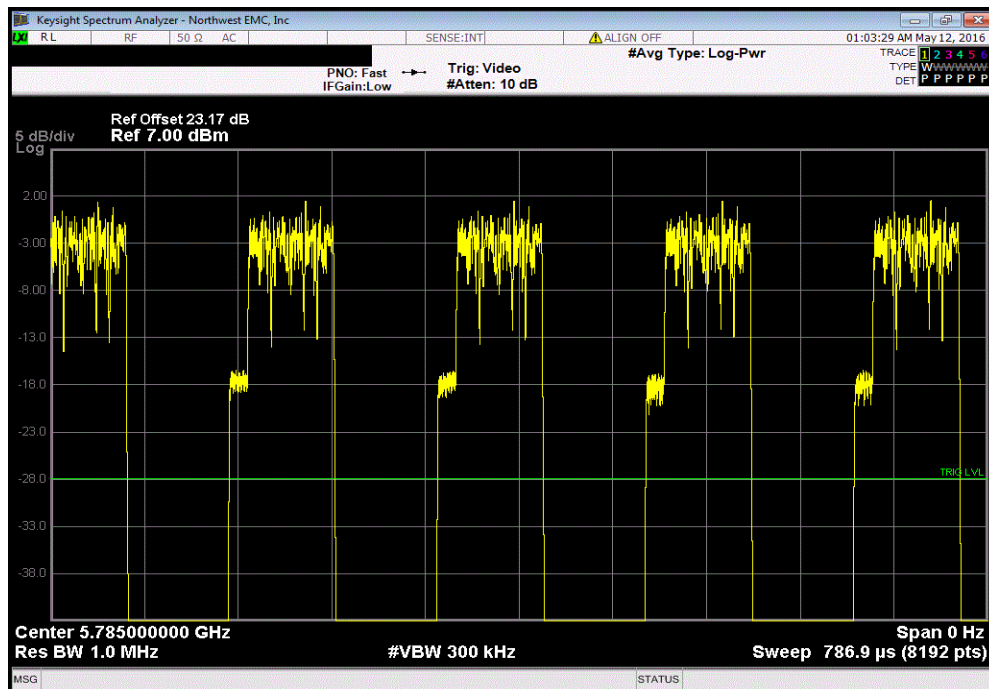 Keysight Spectrum Analyzer - Northwest EMC, Inc
LXI RL RF 50 Ω AC SENSE:INT ALIGN OFF 01:03:29 AM May 12, 2016
#Avg Type: Log-Pwr TRACE 1 2 3 4 5 6
PNO: Fast Trig: Video TYPE WWWWWW
IFGain:Low #Atten: 10 dB DET P P P P P P
Ref Offset 23.17 dB
5 dB/div Ref 7.00 dBm
Log
2.00
-3.00
-8.00
-13.0
-18.0
-23.0
TRIG LVL
-28.0
-33.0
-38.0
Center 5.785000000 GHz Span 0 Hz
Res BW 1.0 MHz #VBW 300 kHz Sweep 786.9 µs (8192 pts)
MSG STATUS